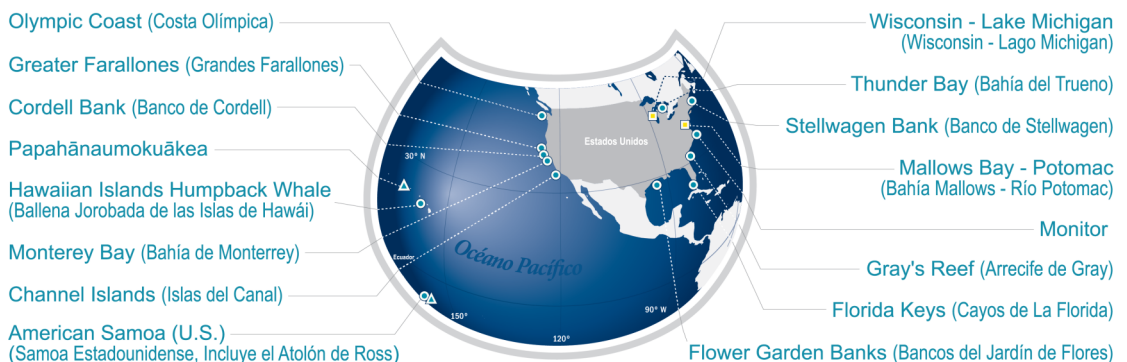 Olympic Coast (Costa Olímpica)
Greater Farallones (Grandes Farallones)
Cordell Bank (Banco de Cordell)
Papahānaumokuākea
Hawaiian Islands Humpback Whale
(Ballena Jorobada de las Islas de Hawái)
Monterey Bay (Bahía de Monterrey)
Channel Islands (Islas del Canal)
American Samoa (U.S.)
(Samoa Estadounidense, Incluye el Atolón de Ross)
Estados Unidos
30° N
Océano Pacífico
Ecuador
150°
120°
90° W
Wisconsin - Lake Michigan
(Wisconsin - Lago Michigan)
Thunder Bay (Bahía del Trueno)
Stellwagen Bank (Banco de Stellwagen)
Mallows Bay - Potomac
(Bahía Mallows - Río Potomac)
Monitor
Gray's Reef (Arrecife de Gray)
Florida Keys (Cayos de La Florida)
Flower Garden Banks (Bancos del Jardín de Flores)